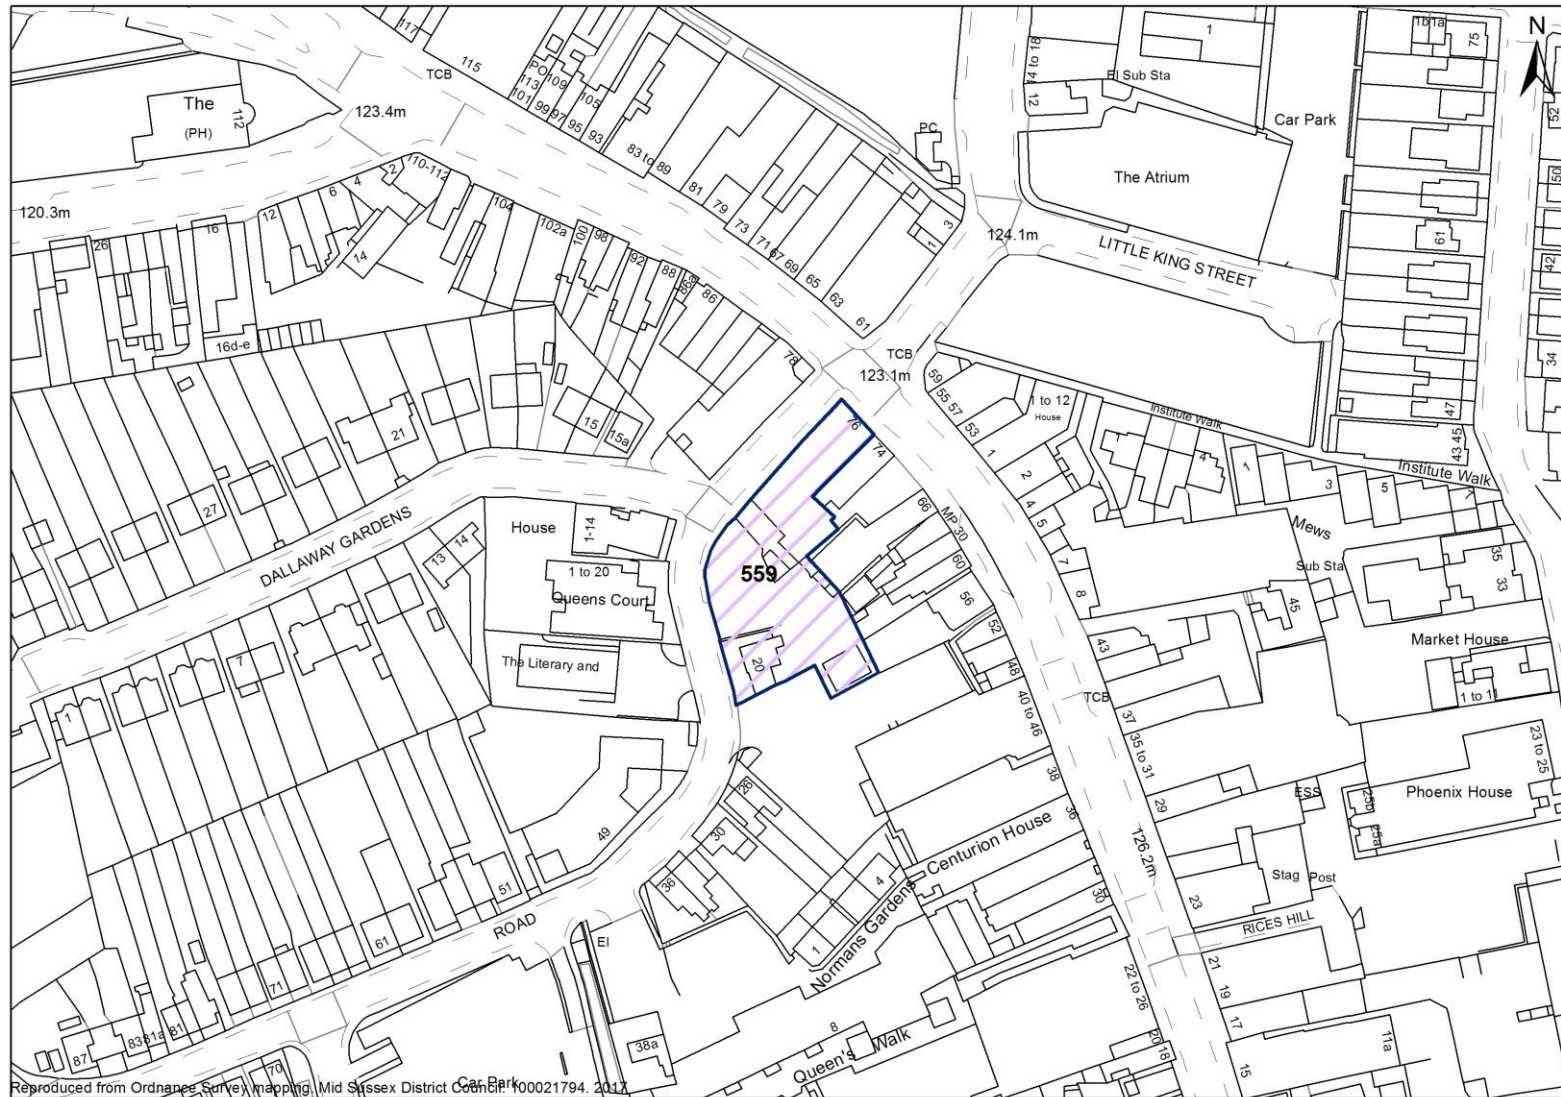 117
115
TCB
PO
113
101
109
99
97
105
95
93
83 to 89
81
79
73
71
67
69
65
63
61
The
(PH)
112
123.4m
120.3m
110-112
2
4
6
12
14
16
26
16d-e
104
102a
100
98
92
88
86a
86
78
PC
3
1
1
14 to 18
12
El Sub Sta
Car Park
The Atrium
124.1m
LITTLE KING STREET
1b
1a
75
N
52
50
61
42
34
47
43 45
TCB
123.1m
59
55
57
53
1 to 12
House
Institute Walk
Institute Walk
1
2
4
5
7
8
4
1
3
5
7
Mews
Sub Sta
45
35
33
Market House
1 to 11
76
74
66
MP 30
60
56
52
48
40 to 46
38
36
559
20
15
15a
21
27
DALLAWAY GARDENS
13
14
House
1-14
1 to 20
Queens Court
The Literary and
7
1
43
TCB
37
35 to 31
29
126.2m
ESS
Phoenix House
25b
25a
23 to 25
Stag Post
23
RICES HILL
21
19
17
15
11a
Centurion House
30
22 to 26
20
18
26
30
36
49
51
61
71
81
81a
83
87
70
ROAD
El
38a
4
1
Normans Gardens
Queen's Walk
8
Car Park
Reproduced from Ordnance Survey mapping. Mid Sussex District Council. 100021794. 2017